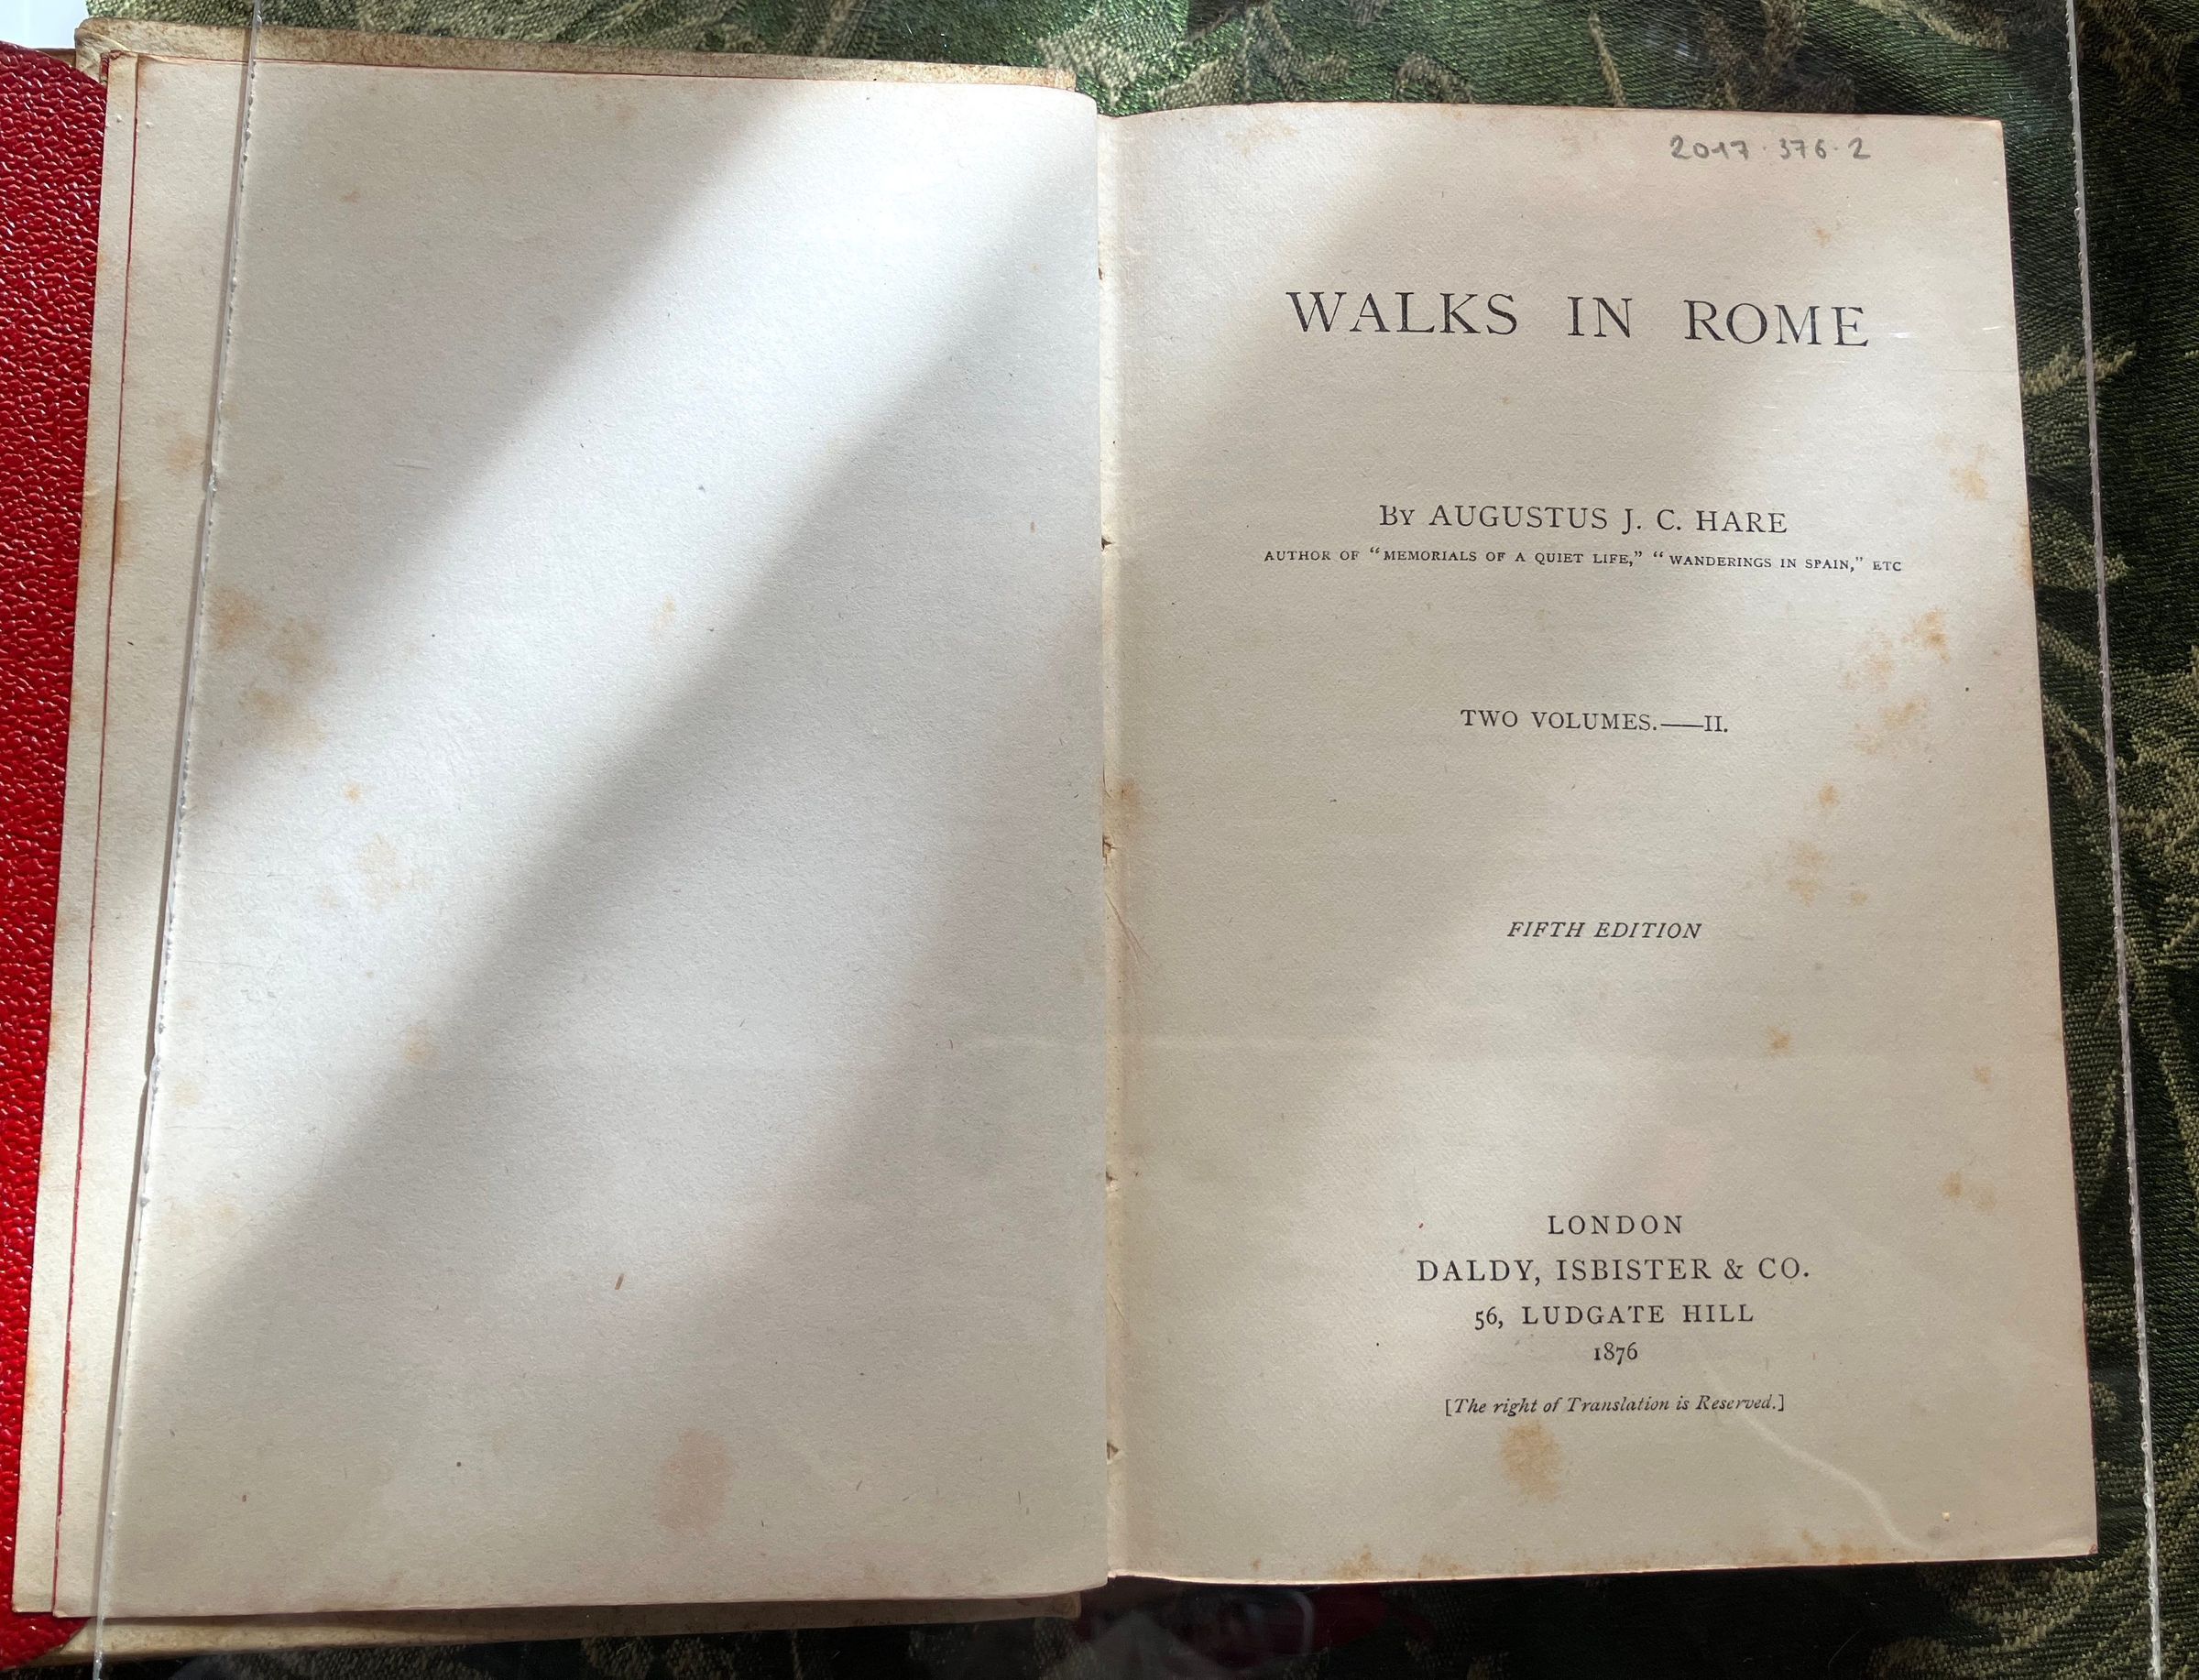 2017.376.2
WALKS IN ROME
By AUGUSTUS J. C. HARE
AUTHOR OF “MEMORIALS OF A QUIET LIFE,” “WANDERINGS IN SPAIN,” ETC
TWO VOLUMES.——II.
FIFTH EDITION
LONDON
DALDY, ISBISTER & CO.
56, LUDGATE HILL
1876
[The right of Translation is Reserved.]